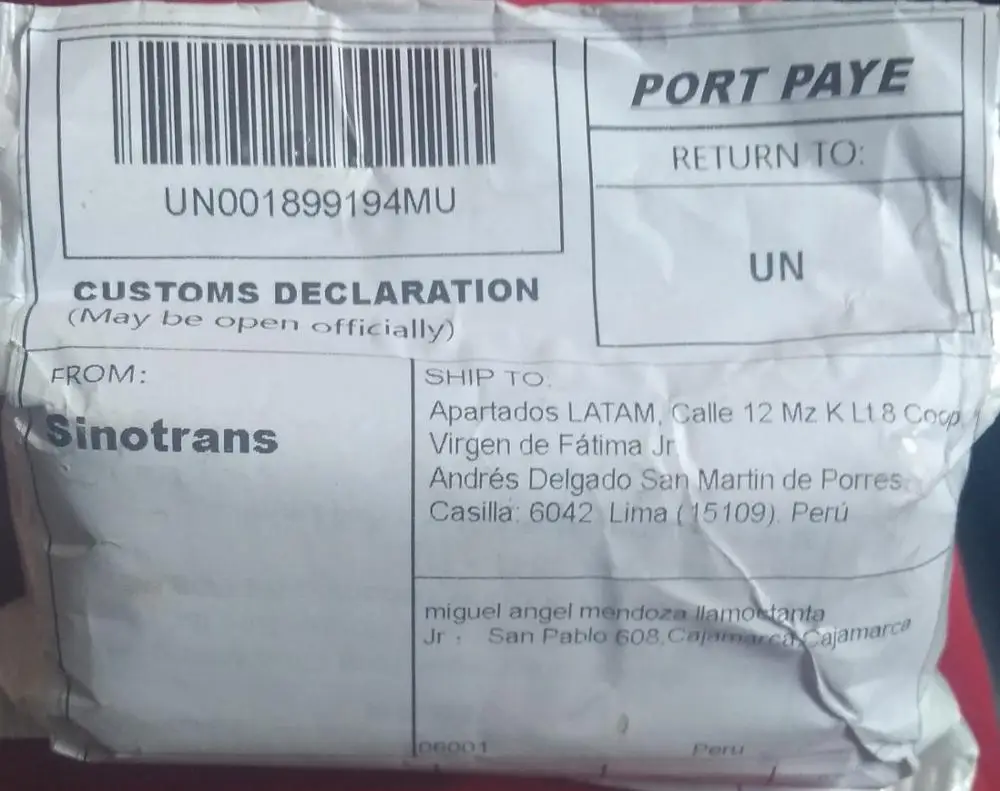 UN001899194MU
PORT PAYE
RETURN TO:
UN
CUSTOMS DECLARATION
(May be open officially)
FROM:
Sinotrans
SHIP TO:
Apartados LATAM, Calle 12 Mz K Lt 8 Coop.
Virgen de Fátima Jr.
Andrés Delgado San Martin de Porres.
Casilla: 6042 Lima (15109). Perú
miguel angel mendoza llamoctanta
Jr : San Pablo 608,Cajamarca,Cajamarca
06001 Peru